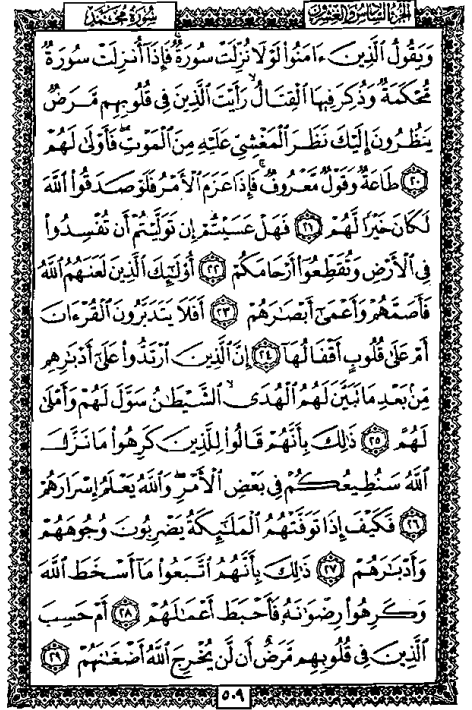 الجزء السادس والعشرون سورة محمد
وَيَقُولُ الَّذِينَ ءَامَنُوا لَوْلَا نُزِّلَتْ سُورَةٌ ۖ فَإِذَا أُنزِلَتْ سُورَةٌ
مُّحْكَمَةٌ وَذُكِرَ فِيهَا الْقِتَالُ ۙ رَأَيْتَ الَّذِينَ فِي قُلُوبِهِم مَّرَضٌ
يَنظُرُونَ إِلَيْكَ نَظَرَ الْمَغْشِيِّ عَلَيْهِ مِنَ الْمَوْتِ ۖ فَأَوْلَىٰ لَهُمْ
٢٠ طَاعَةٌ وَقَوْلٌ مَّعْرُوفٌ ۚ فَإِذَا عَزَمَ الْأَمْرُ فَلَوْ صَدَقُوا اللَّهَ
لَكَانَ خَيْرًا لَّهُمْ ٢١ فَهَلْ عَسَيْتُمْ إِن تَوَلَّيْتُمْ أَن تُفْسِدُوا
فِي الْأَرْضِ وَتُقَطِّعُوا أَرْحَامَكُمْ ٢٢ أُولَٰئِكَ الَّذِينَ لَعَنَهُمُ اللَّهُ
فَأَصَمَّهُمْ وَأَعْمَىٰ أَبْصَارَهُمْ ٢٣ أَفَلَا يَتَدَبَّرُونَ الْقُرْءَانَ
أَمْ عَلَىٰ قُلُوبٍ أَقْفَالُهَا ٢٤ إِنَّ الَّذِينَ ارْتَدُّوا عَلَىٰ أَدْبَارِهِم
مِّن بَعْدِ مَا تَبَيَّنَ لَهُمُ الْهُدَى ۙ الشَّيْطَٰنُ سَوَّلَ لَهُمْ وَأَمْلَىٰ
لَهُمْ ٢٥ ذَٰلِكَ بِأَنَّهُمْ قَالُوا لِلَّذِينَ كَرِهُوا مَا نَزَّلَ
اللَّهُ سَنُطِيعُكُمْ فِي بَعْضِ الْأَمْرِ ۖ وَاللَّهُ يَعْلَمُ إِسْرَارَهُمْ
٢٦ فَكَيْفَ إِذَا تَوَفَّتْهُمُ الْمَلَٰئِكَةُ يَضْرِبُونَ وُجُوهَهُمْ
وَأَدْبَٰرَهُمْ ٢٧ ذَٰلِكَ بِأَنَّهُمُ اتَّبَعُوا مَا أَسْخَطَ اللَّهَ
وَكَرِهُوا رِضْوَٰنَهُ فَأَحْبَطَ أَعْمَٰلَهُمْ ٢٨ أَمْ حَسِبَ
الَّذِينَ فِي قُلُوبِهِم مَّرَضٌ أَن لَّن يُخْرِجَ اللَّهُ أَضْغَٰنَهُمْ ٢٩
٥٠٩